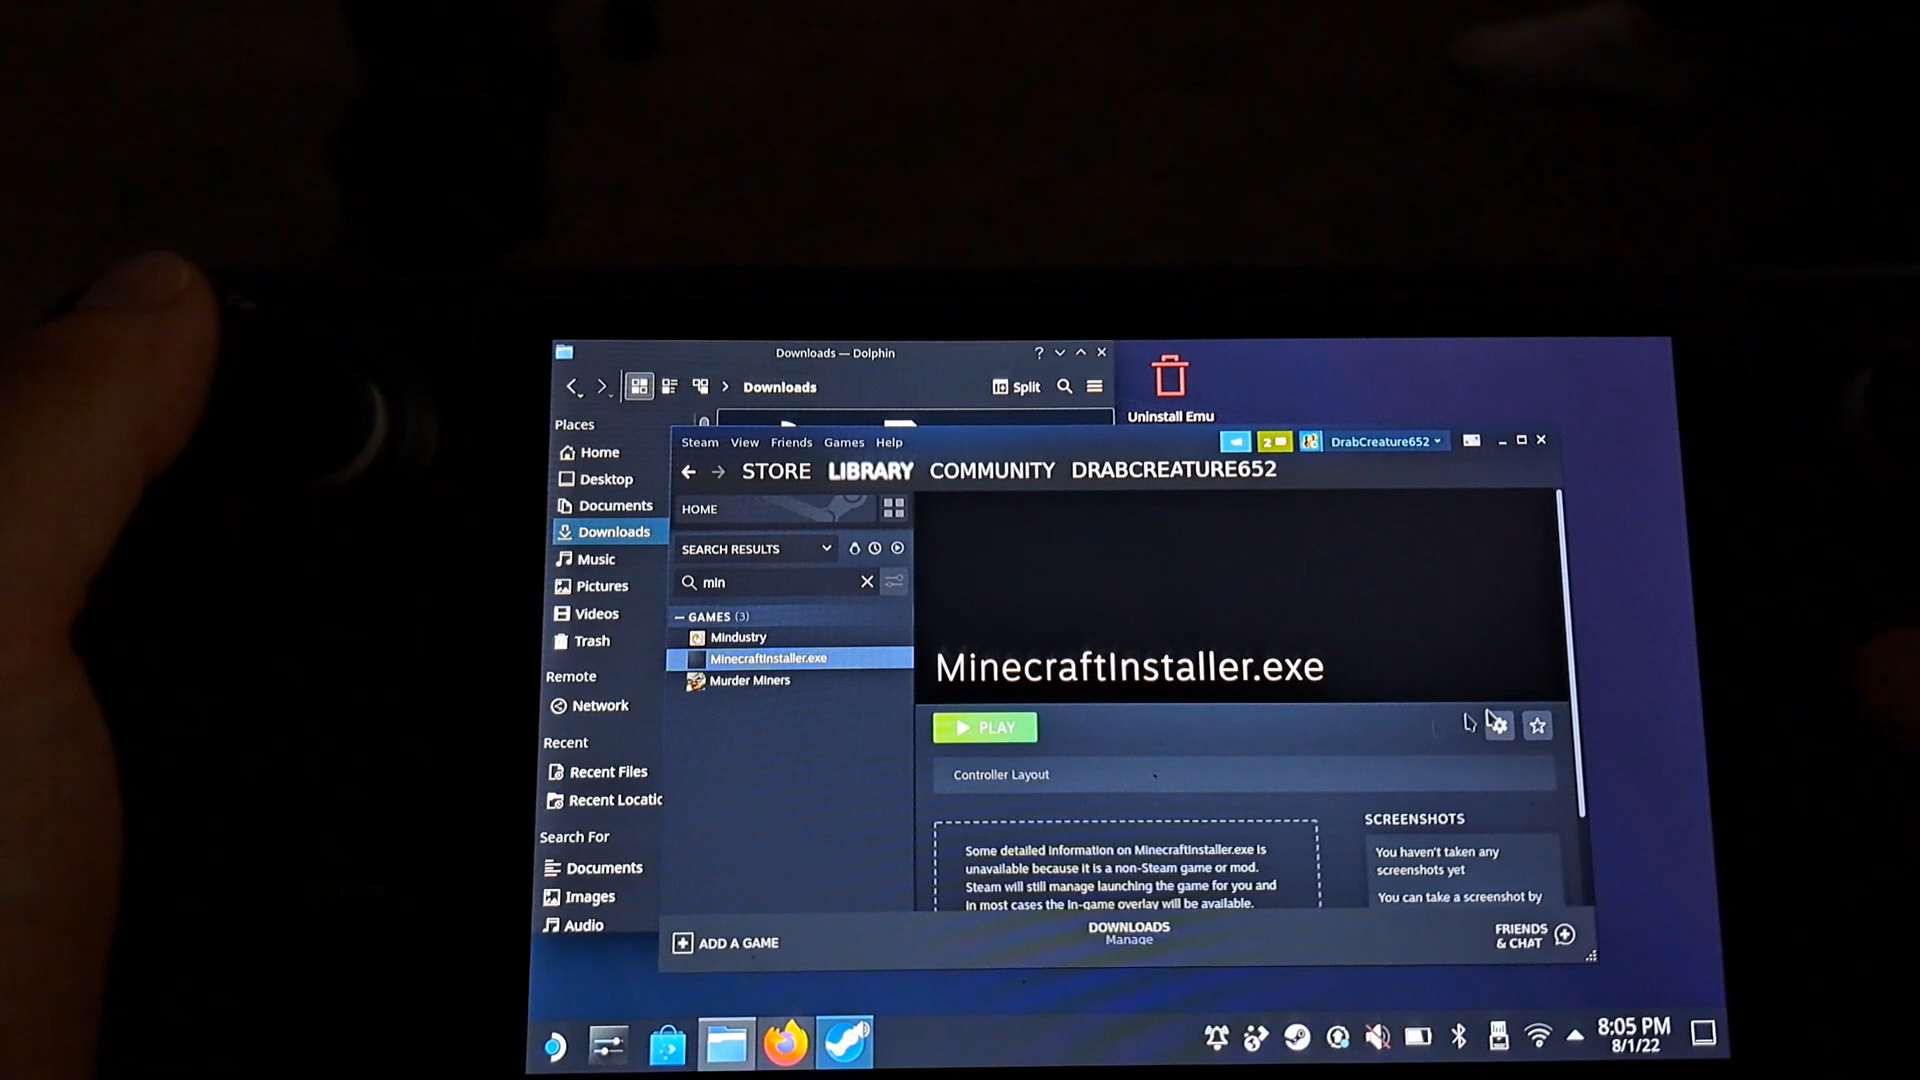 Downloads — Dolphin
Downloads
Split
Uninstall Emu
Places
Home
Desktop
Documents
Downloads
Music
Pictures
Videos
Trash
Remote
Network
Recent
Recent Files
Recent Locatic
Search For
Documents
Images
Audio
Steam View Friends Games Help
2
DrabCreature652
STORE LIBRARY COMMUNITY DRABCREATURE652
HOME
SEARCH RESULTS
min
— GAMES (3)
Mindustry
MinecraftInstaller.exe
Murder Miners
MinecraftInstaller.exe
PLAY
Controller Layout
Some detailed information on MinecraftInstaller.exe is
unavailable because it is a non-Steam game or mod.
Steam will still manage launching the game for you and
in most cases the in-game overlay will be available.
SCREENSHOTS
You haven't taken any
screenshots yet
You can take a screenshot by
ADD A GAME
DOWNLOADS
Manage
FRIENDS
& CHAT
8:05 PM
8/1/22